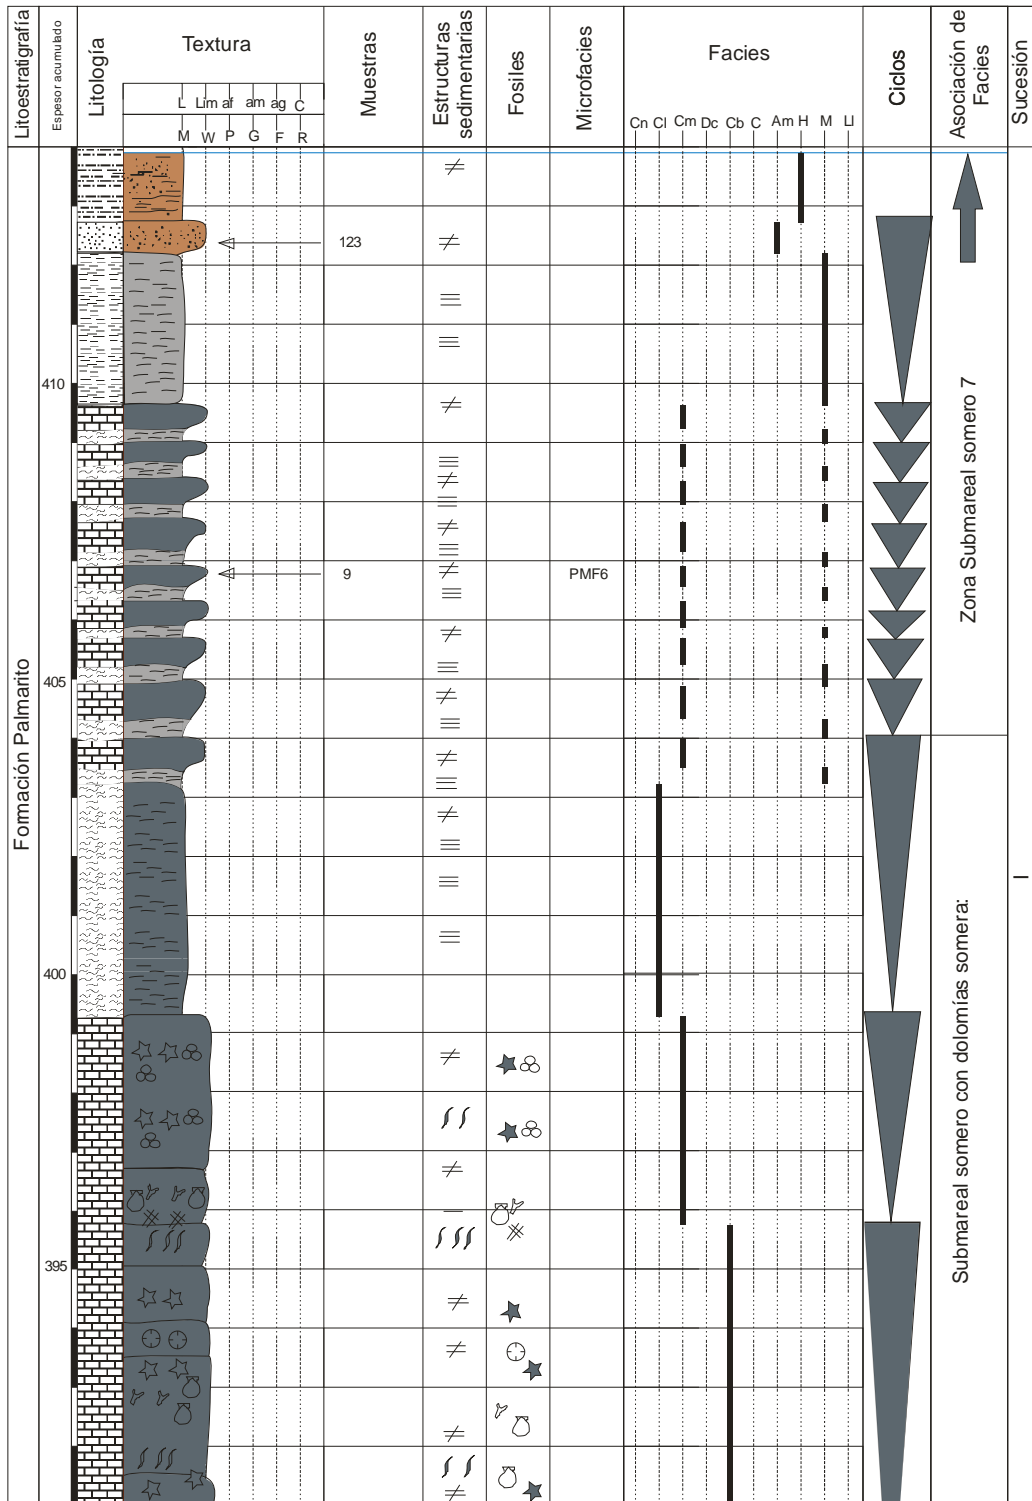 Litoestratigrafía
Espesor acumulado
Litología
Textura
L Lim af am ag C
M W P G F R
Muestras
Estructuras
sedimentarias
Fosiles
Microfacies
Facies
Cn Cl Cm Dc Cb C Am H M Ll
Ciclos
Asociación de
Facies
Sucesión
123
410
9
PMF6
405
400
395
Formación Palmarito
Zona Submareal somero 7
Submareal somero con dolomías somera:
I